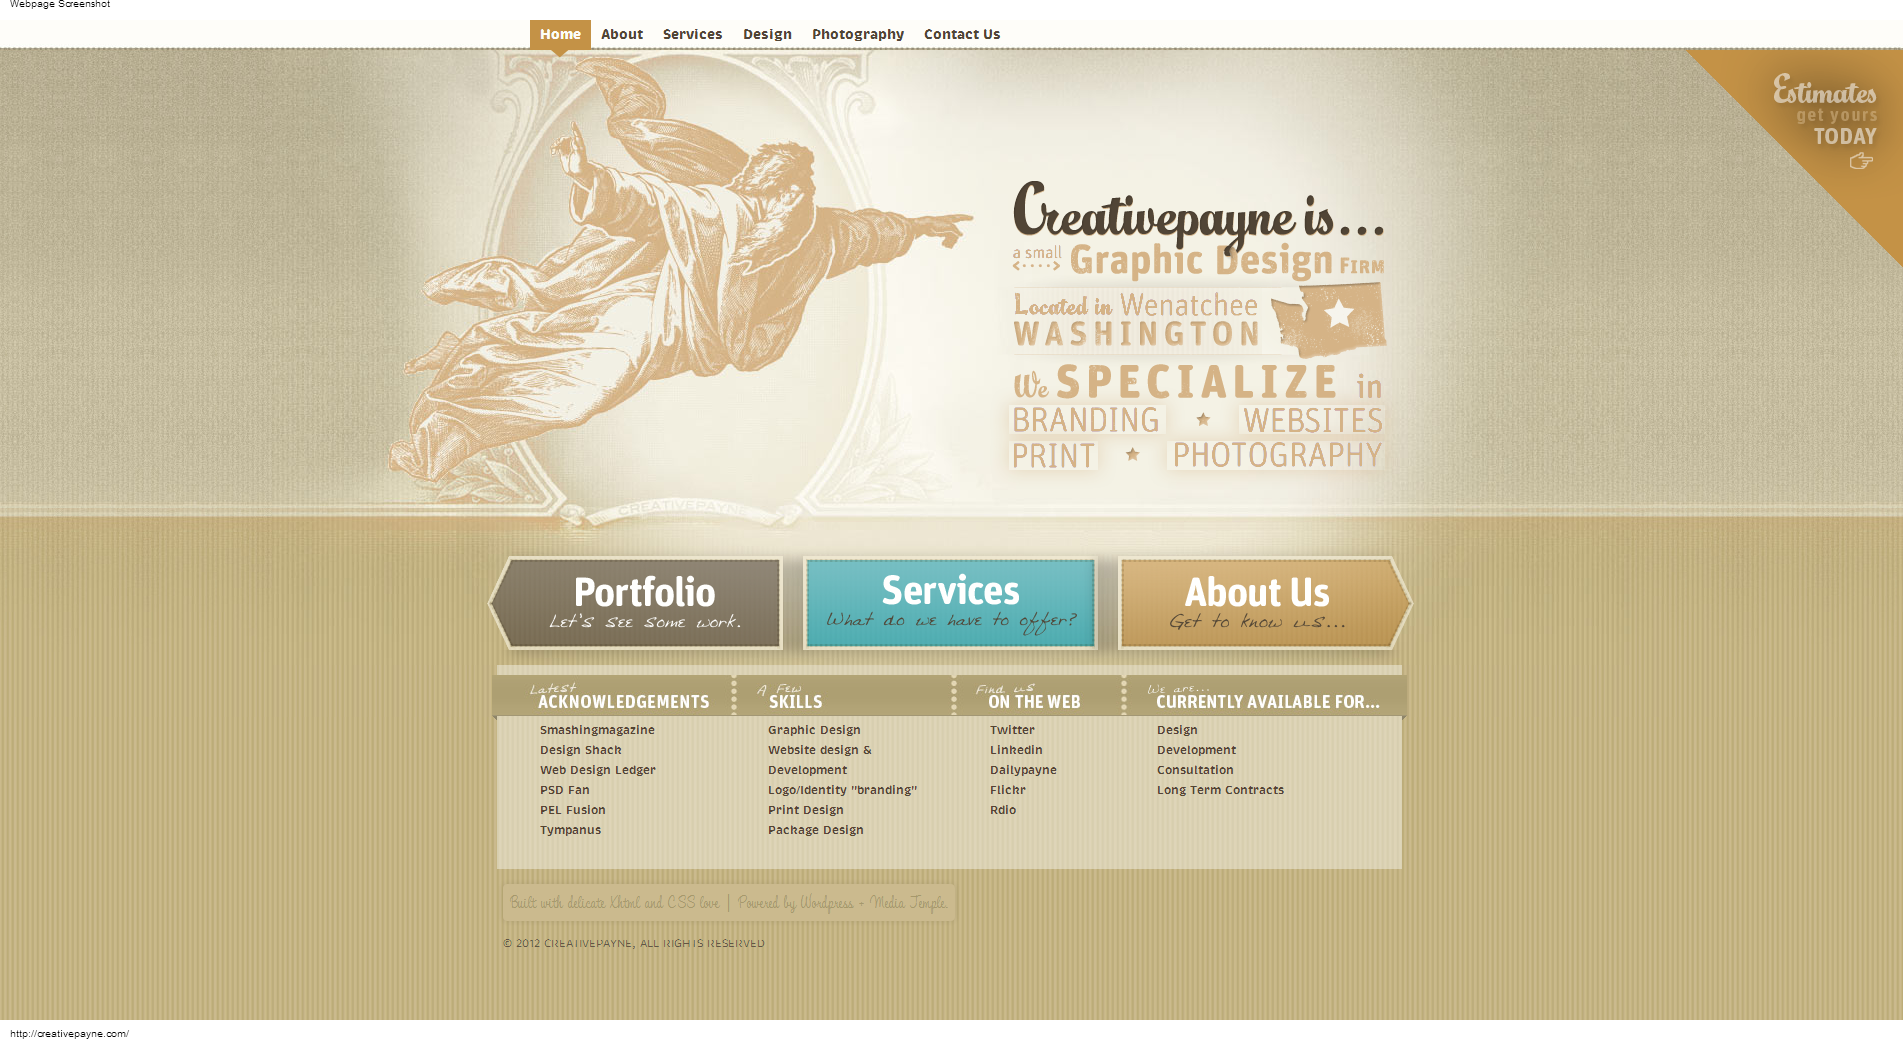 Webpage Screenshot
Home About Services Design Photography Contact Us
Estimates
get yours
TODAY
Creativepayne is...
a small Graphic Design FIRM
Located in Wenatchee
WASHINGTON
We SPECIALIZE in
BRANDING WEBSITES
PRINT PHOTOGRAPHY
CREATIVEPAYNE
Portfolio
Let's see some work.
Services
What do we have to offer?
About Us
Get to know us...
Latest
ACKNOWLEDGEMENTS
Smashingmagazine
Design Shack
Web Design Ledger
PSD Fan
PEL Fusion
Tympanus
A Few
SKILLS
Graphic Design
Website design &
Development
Logo/Identity "branding"
Print Design
Package Design
Find us
ON THE WEB
Twitter
Linkedin
Dailypayne
Flickr
Rdio
We are...
CURRENTLY AVAILABLE FOR...
Design
Development
Consultation
Long Term Contracts
Built with delicate Xhtml and CSS love | Powered by Wordpress - Media Temple
© 2012 CREATIVEPAYNE, ALL RIGHTS RESERVED
http://creativepayne.com/